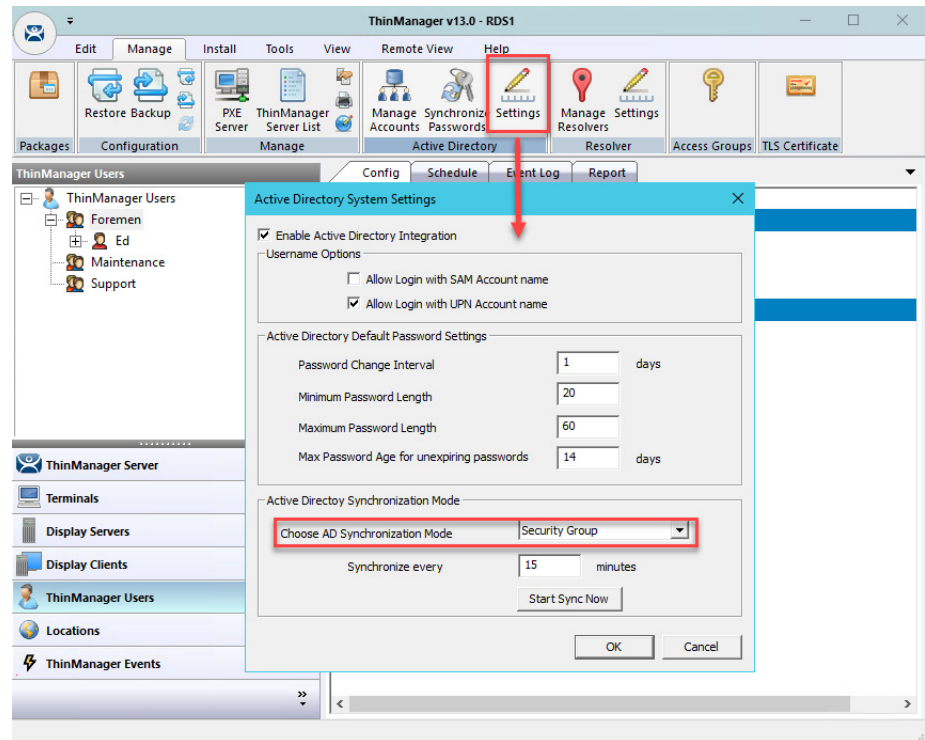 ThinManager v13.0 - RDS1
Edit Manage Install Tools View Remote View Help
Restore Backup
PXE Server
ThinManager Server List
Manage Accounts
Synchronize Passwords
Settings
Manage Resolvers
Settings
Packages Configuration Manage Active Directory Resolver Access Groups TLS Certificate
ThinManager Users
Config Schedule Event Log Report
ThinManager Users
Foremen
Ed
Maintenance
Support
Active Directory System Settings
Enable Active Directory Integration
Username Options
Allow Login with SAM Account name
Allow Login with UPN Account name
Active Directory Default Password Settings
Password Change Interval 1 days
Minimum Password Length 20
Maximum Password Length 60
Max Password Age for unexpiring passwords 14 days
Active Directoy Synchronization Mode
Choose AD Synchronization Mode Security Group
Synchronize every 15 minutes
Start Sync Now
OK Cancel
ThinManager Server
Terminals
Display Servers
Display Clients
ThinManager Users
Locations
ThinManager Events